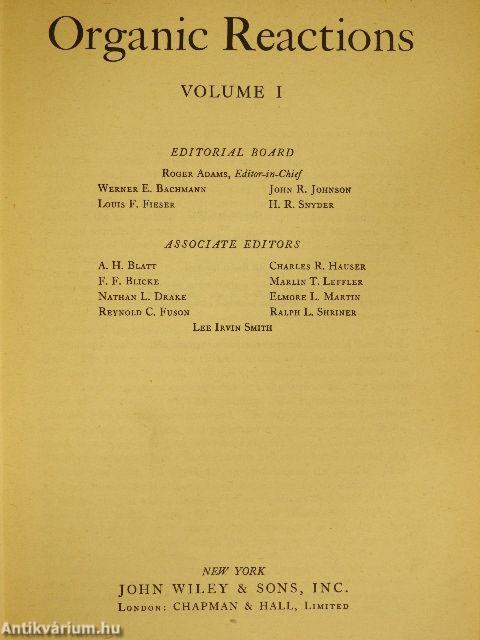 Organic Reactions
VOLUME I
EDITORIAL BOARD
ROGER ADAMS, Editor-in-Chief
WERNER E. BACHMANN JOHN R. JOHNSON
LOUIS F. FIESER H. R. SNYDER
ASSOCIATE EDITORS
A. H. BLATT CHARLES R. HAUSER
F. F. BLICKE MARLIN T. LEFFLER
NATHAN L. DRAKE ELMORE L. MARTIN
REYNOLD C. FUSON RALPH L. SHRINER
LEE IRVIN SMITH
NEW YORK
JOHN WILEY & SONS, INC.
LONDON: CHAPMAN & HALL, LIMITED
Antikvárium.hu